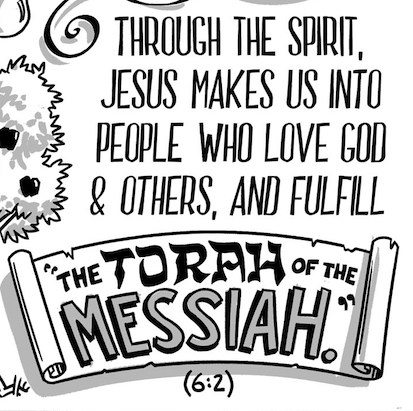 THROUGH THE SPIRIT,
JESUS MAKES US INTO
PEOPLE WHO LOVE GOD
& OTHERS, AND FULFILL
"THE TORAH OF THE
MESSIAH."
(6:2)